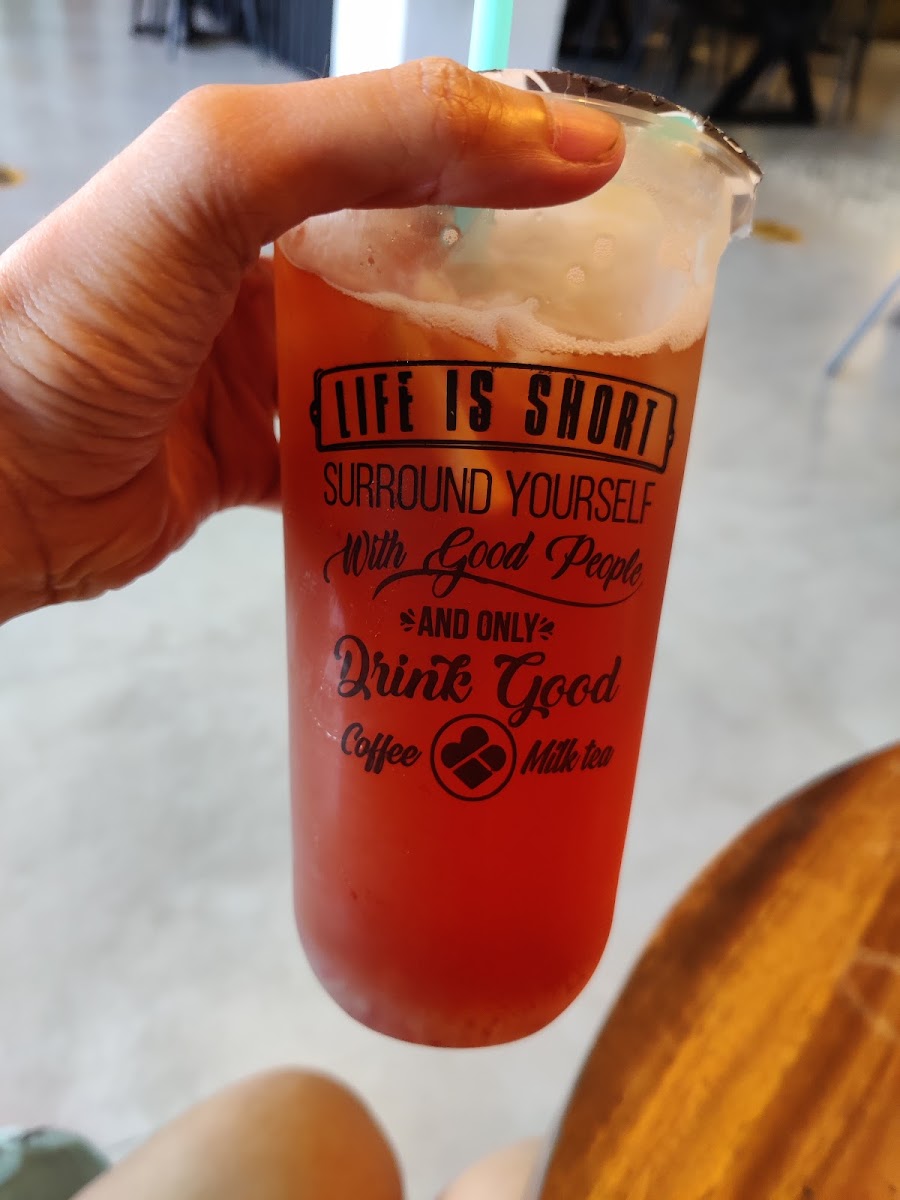 LIFE IS SHORT
SURROUND YOURSELF
With Good People
AND ONLY
Drink Good
Coffee Milk tea